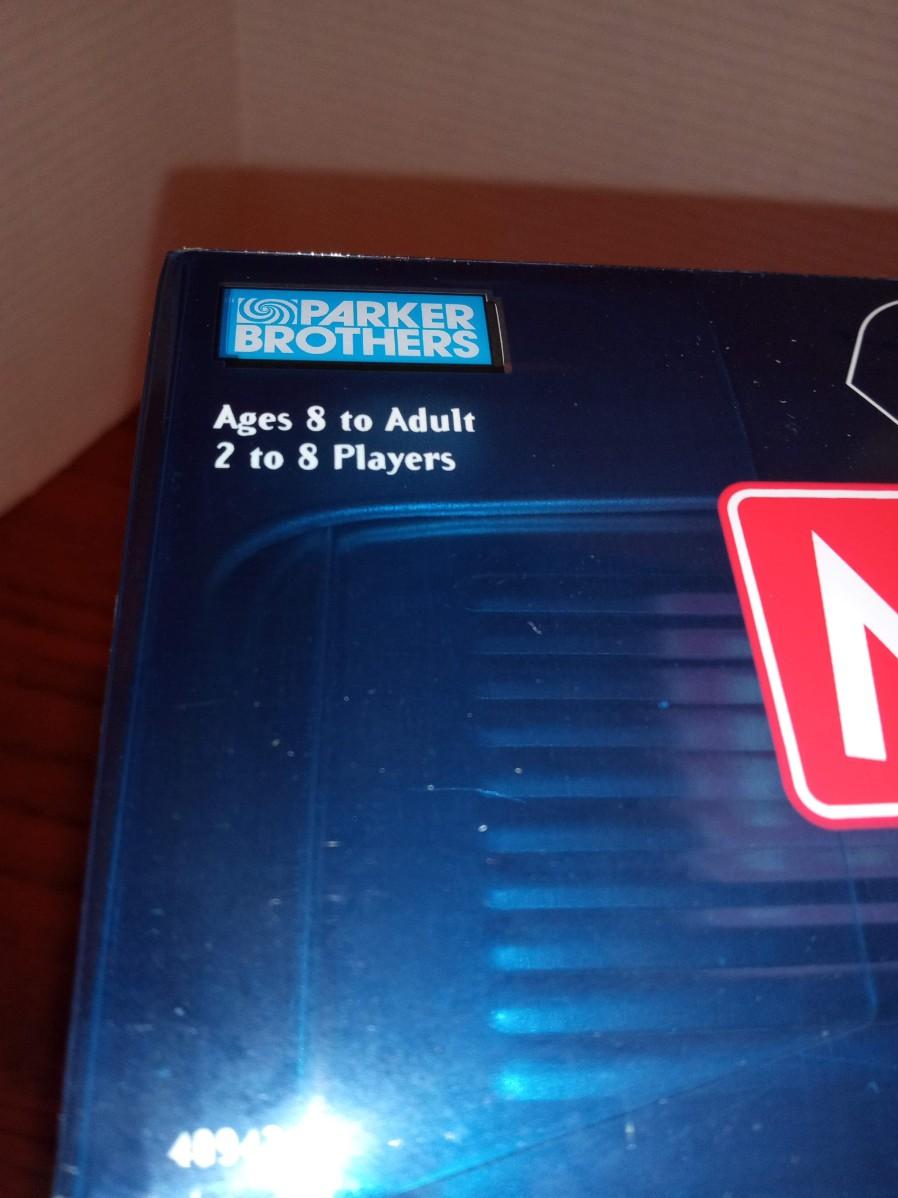 PARKER
BROTHERS
Ages 8 to Adult
2 to 8 Players